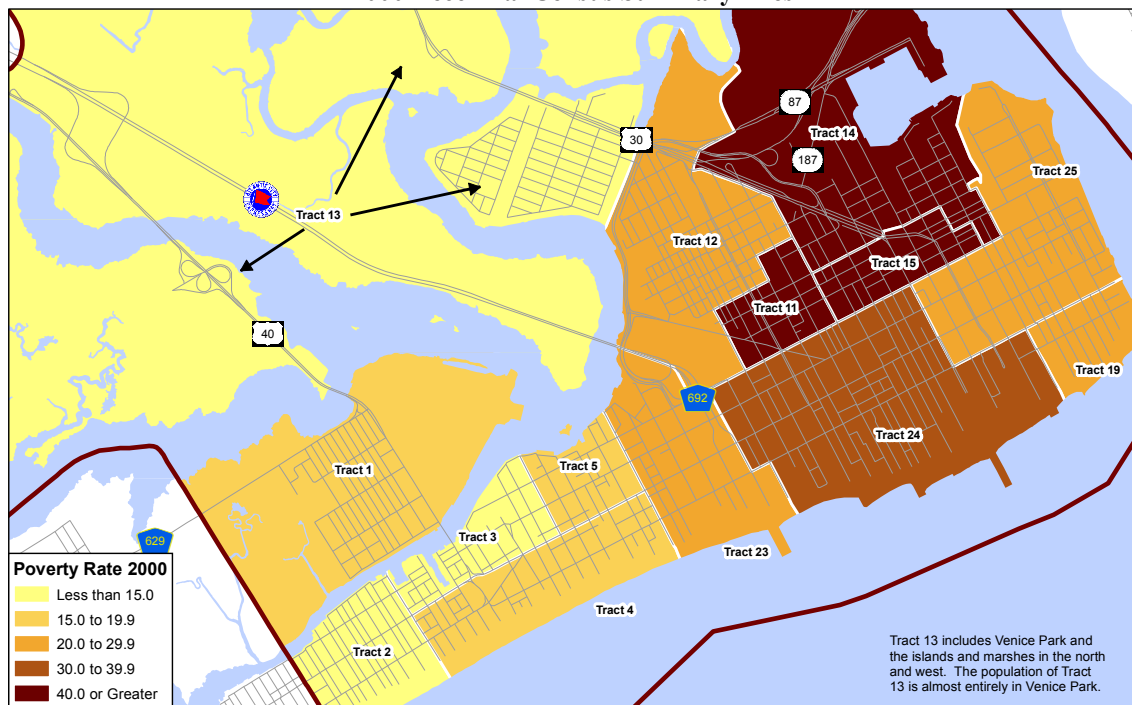 87
30
Tract 14
187
Tract 25
Tract 13
Tract 12
Tract 15
Tract 11
40
Tract 19
692
Tract 24
Tract 1
Tract 5
Tract 3
629
Tract 23
Tract 4
Tract 2
Poverty Rate 2000
Less than 15.0
15.0 to 19.9
20.0 to 29.9
30.0 to 39.9
40.0 or Greater
Tract 13 includes Venice Park and
the islands and marshes in the north
and west. The population of Tract
13 is almost entirely in Venice Park.